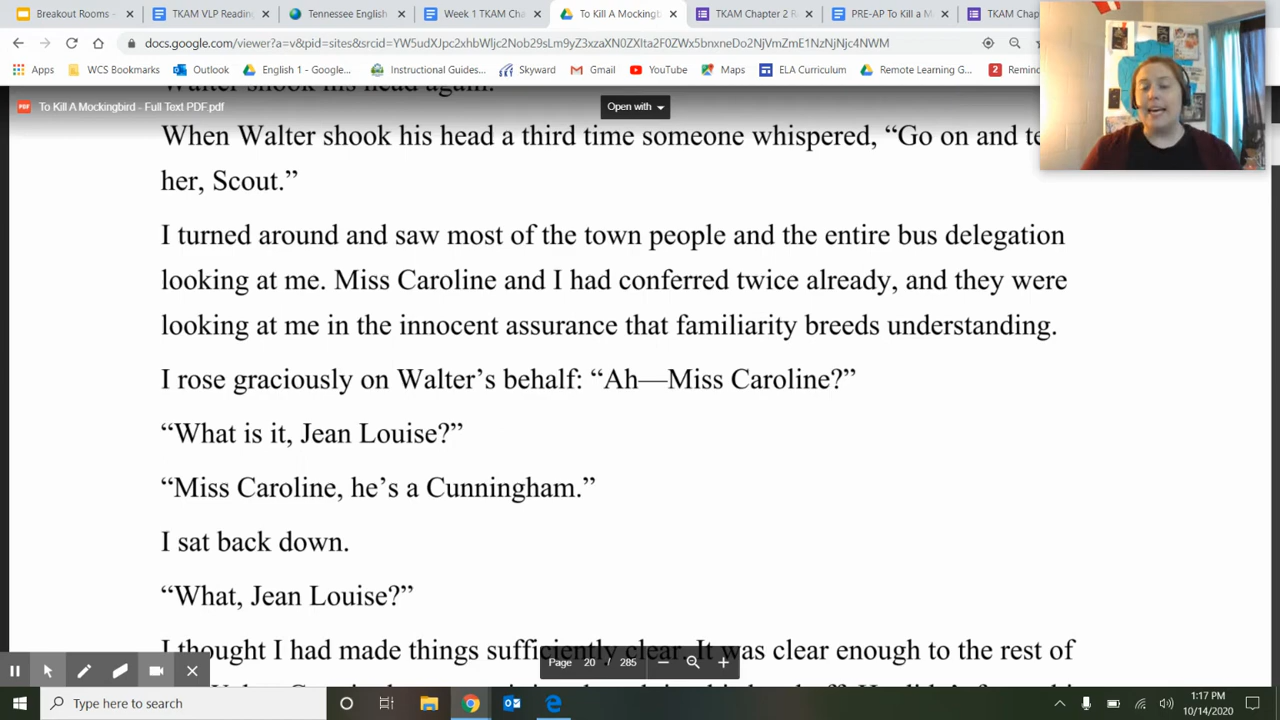 Breakout Rooms -
TKAM VLP Reading
Tennessee English
Week 1 TKAM Cha
To Kill A Mockingb
TKAM Chapter 2 R
PRE-AP To Kill a M
TKAM Chap
docs.google.com/viewer?a=v&pid=sites&srcid=
Apps
WCS Bookmarks
Outlook
English 1 - Google...
Instructional Guides...
Skyward
Gmail
YouTube
Maps
ELA Curriculum
Remote Learning G...
Remind
Walter shook his head again.
To Kill A Mockingbird - Full Text PDF.pdf
Open with
When Walter shook his head a third time someone whispered, “Go on and te
her, Scout.”
I turned around and saw most of the town people and the entire bus delegation
looking at me. Miss Caroline and I had conferred twice already, and they were
looking at me in the innocent assurance that familiarity breeds understanding.
I rose graciously on Walter’s behalf: “Ah—Miss Caroline?”
“What is it, Jean Louise?”
“Miss Caroline, he’s a Cunningham.”
I sat back down.
“What, Jean Louise?”
I thought I had made things sufficiently clear. It was clear enough to the rest of
Page 20 / 285
Type here to search
1:17 PM
10/14/2020